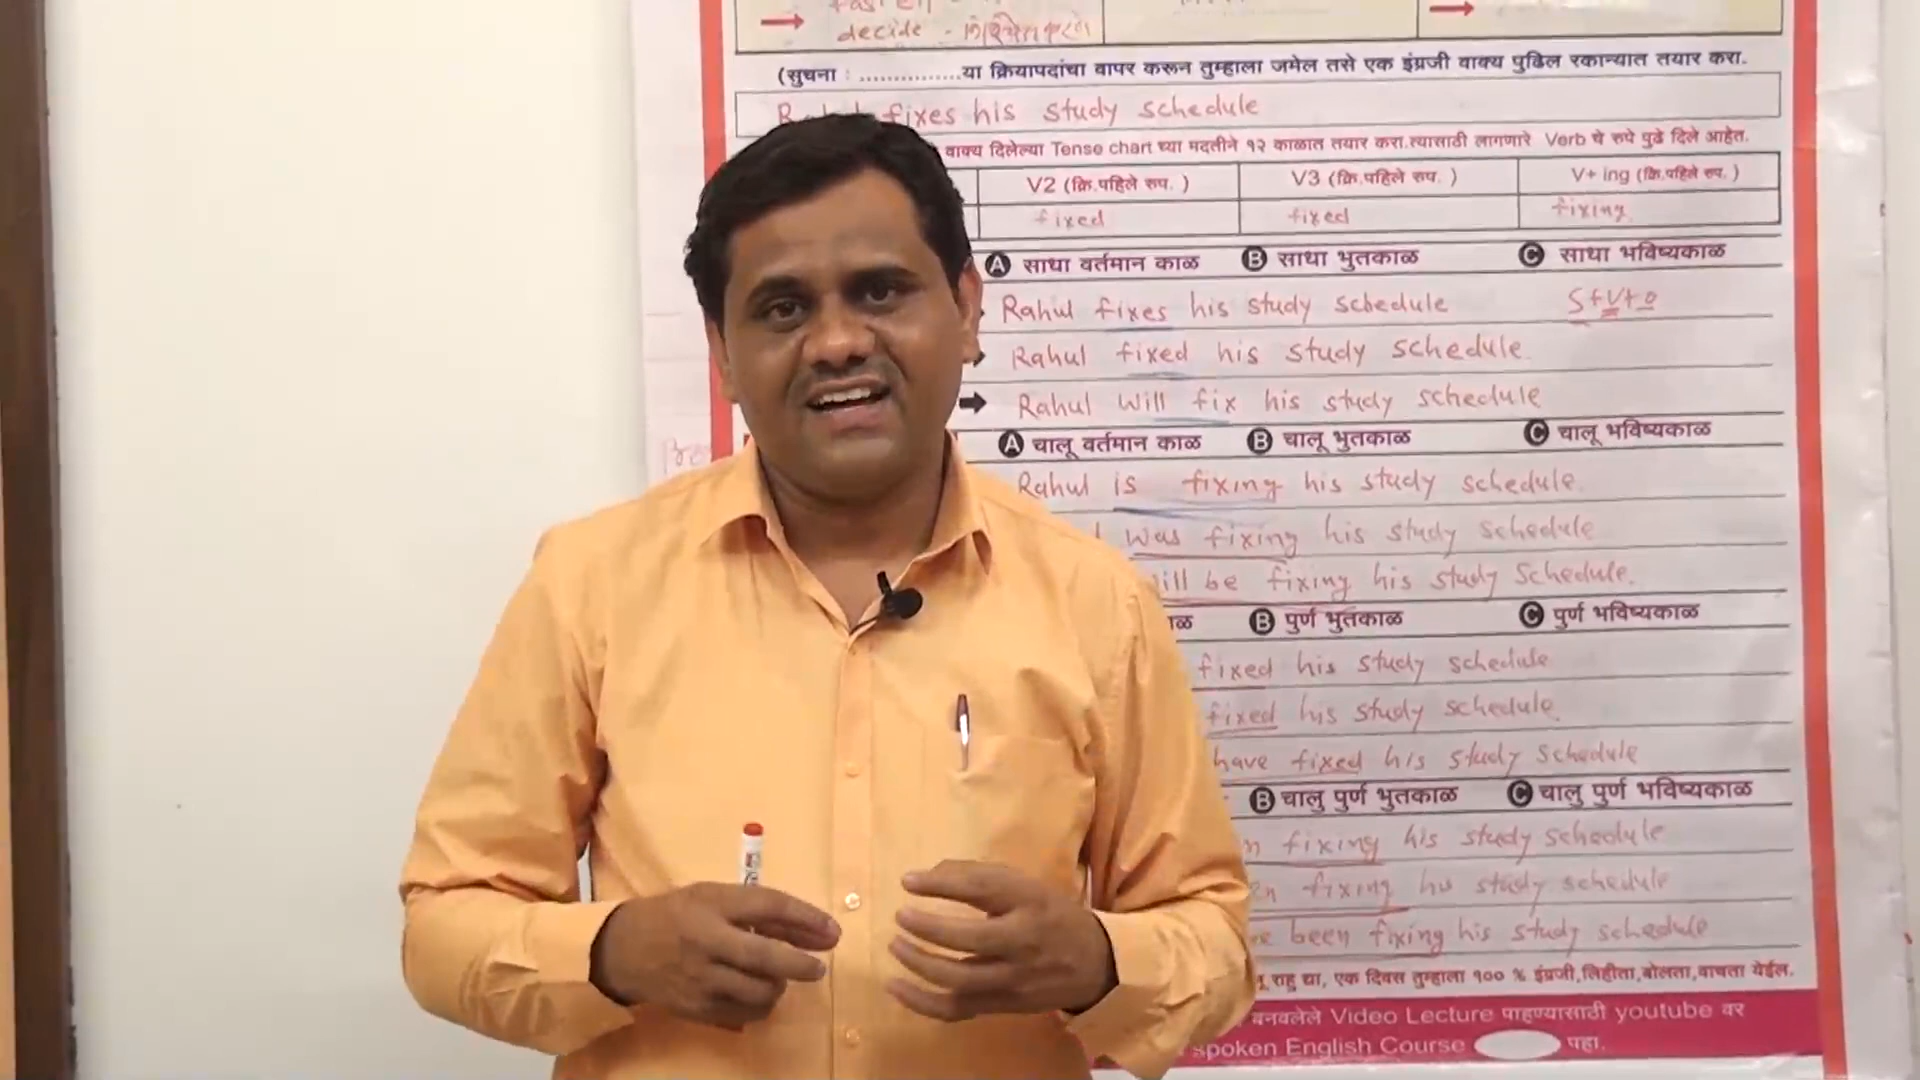 decide - निश्चित करणे
(सुचना : ...............या क्रियापदांचा वापर करून तुम्हाला जमेल तसे एक इंग्रजी वाक्य पुढिल रकान्यात तयार करा.
fixes his study schedule
वाक्य दिलेल्या Tense chart च्या मदतीने १२ काळात तयार करा.त्यासाठी लागणारे Verb चे रुपे पुढे दिले आहेत.
V2 (क्रि.पहिले रुप. ) V3 (क्रि.पहिले रुप. ) V+ ing (क्रि.पहिले रुप. )
fixed fixed fixing
A साधा वर्तमान काळ B साधा भुतकाळ C साधा भविष्यकाळ
Rahul fixes his study schedule S+V+o
Rahul fixed his study schedule.
Rahul will fix his study schedule
A चालू वर्तमान काळ B चालू भुतकाळ C चालू भविष्यकाळ
Rahul is fixing his study schedule.
was fixing his study schedule
will be fixing his study schedule.
B पुर्ण भुतकाळ C पुर्ण भविष्यकाळ
fixed his study schedule
fixed his study schedule.
have fixed his study schedule
B चालु पुर्ण भुतकाळ C चालु पुर्ण भविष्यकाळ
fixing his study schedule
fixing his study schedule
been fixing his study schedule
राहु द्या, एक दिवस तुम्हाला १०० % इंग्रजी,लिहीता,बोलता,वाचता येईल.
बनवलेले Video Lecture पाहण्यासाठी youtube वर
spoken English Course पहा.